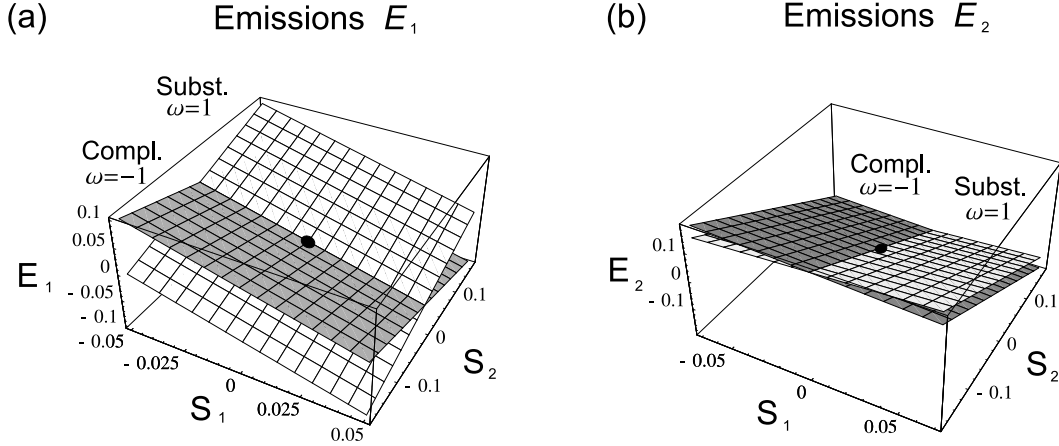 (a) Emissions E₁
Subst.
ω=1
Compl.
ω=−1
0.1
0.05
0
- 0.05
- 0.1
E₁
- 0.05
- 0.025
0
0.025
0.05
S₁
0.1
0
- 0.1
S₂
(b) Emissions E₂
Compl.
ω=−1
Subst.
ω=1
0.1
0
- 0.1
E₂
- 0.05
0
0.05
S₁
0.1
0
- 0.1
S₂